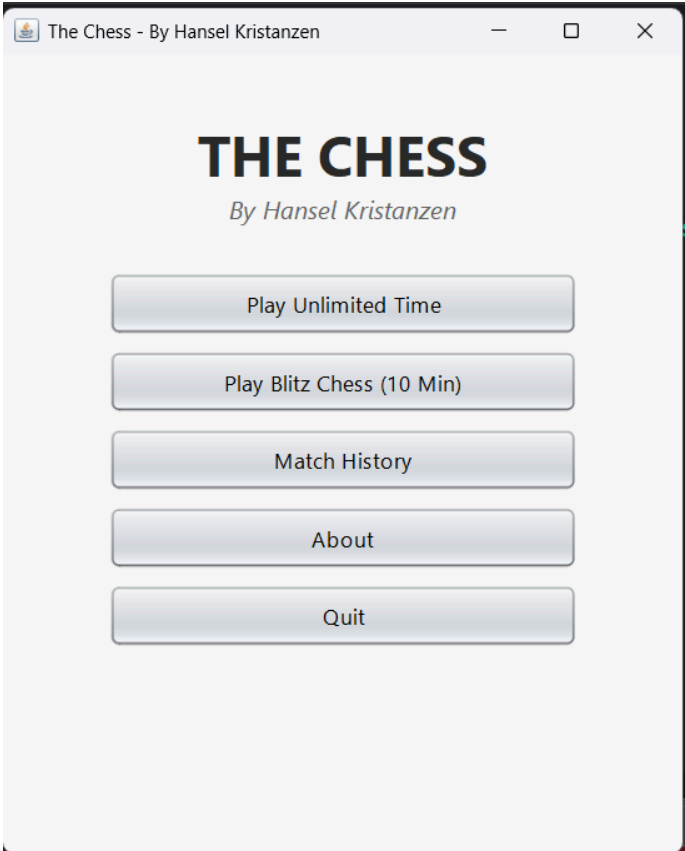 The Chess - By Hansel Kristanzen
THE CHESS
By Hansel Kristanzen
Play Unlimited Time
Play Blitz Chess (10 Min)
Match History
About
Quit